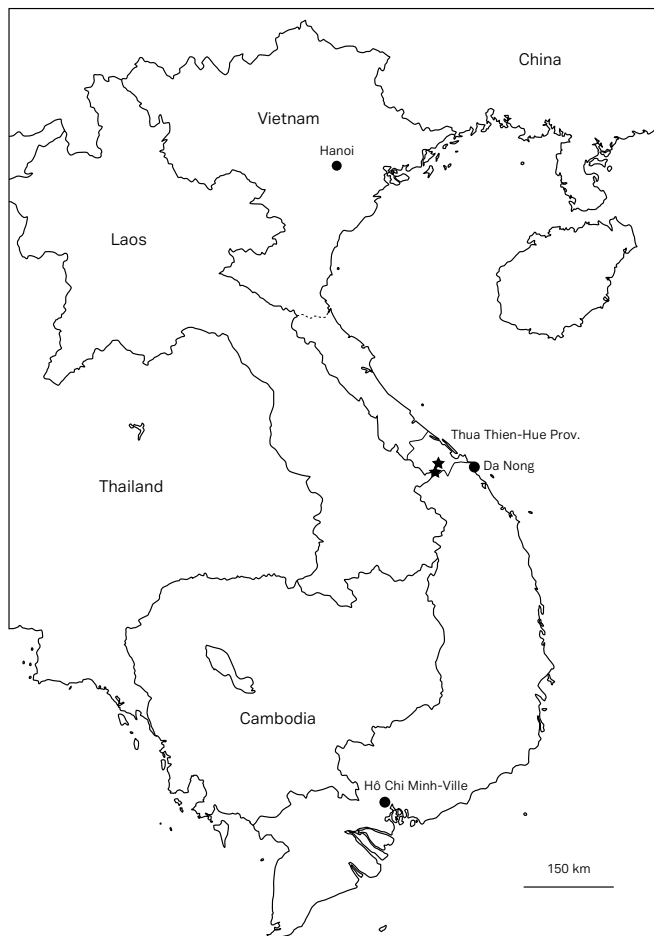 China
Vietnam
Hanoi
Laos
Thua Thien-Hue Prov.
Da Nong
Thailand
Cambodia
Hô Chi Minh-Ville
150 km